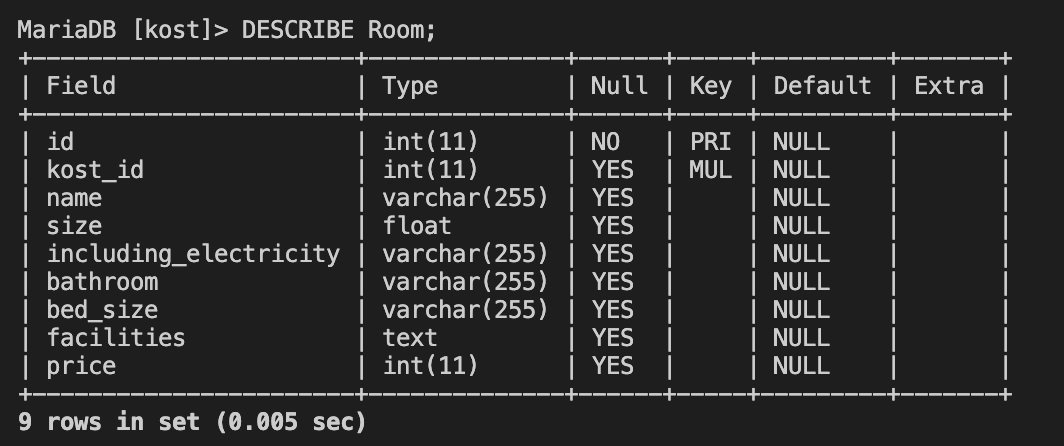 MariaDB [kost]> DESCRIBE Room;
+-----------------------+--------------+------+-----+---------+-------+
| Field                 | Type         | Null | Key | Default | Extra |
+-----------------------+--------------+------+-----+---------+-------+
| id                    | int(11)      | NO   | PRI | NULL    |       |
| kost_id               | int(11)      | YES  | MUL | NULL    |       |
| name                  | varchar(255) | YES  |     | NULL    |       |
| size                  | float        | YES  |     | NULL    |       |
| including_electricity | varchar(255) | YES  |     | NULL    |       |
| bathroom              | varchar(255) | YES  |     | NULL    |       |
| bed_size              | varchar(255) | YES  |     | NULL    |       |
| facilities            | text         | YES  |     | NULL    |       |
| price                 | int(11)      | YES  |     | NULL    |       |
+-----------------------+--------------+------+-----+---------+-------+
9 rows in set (0.005 sec)